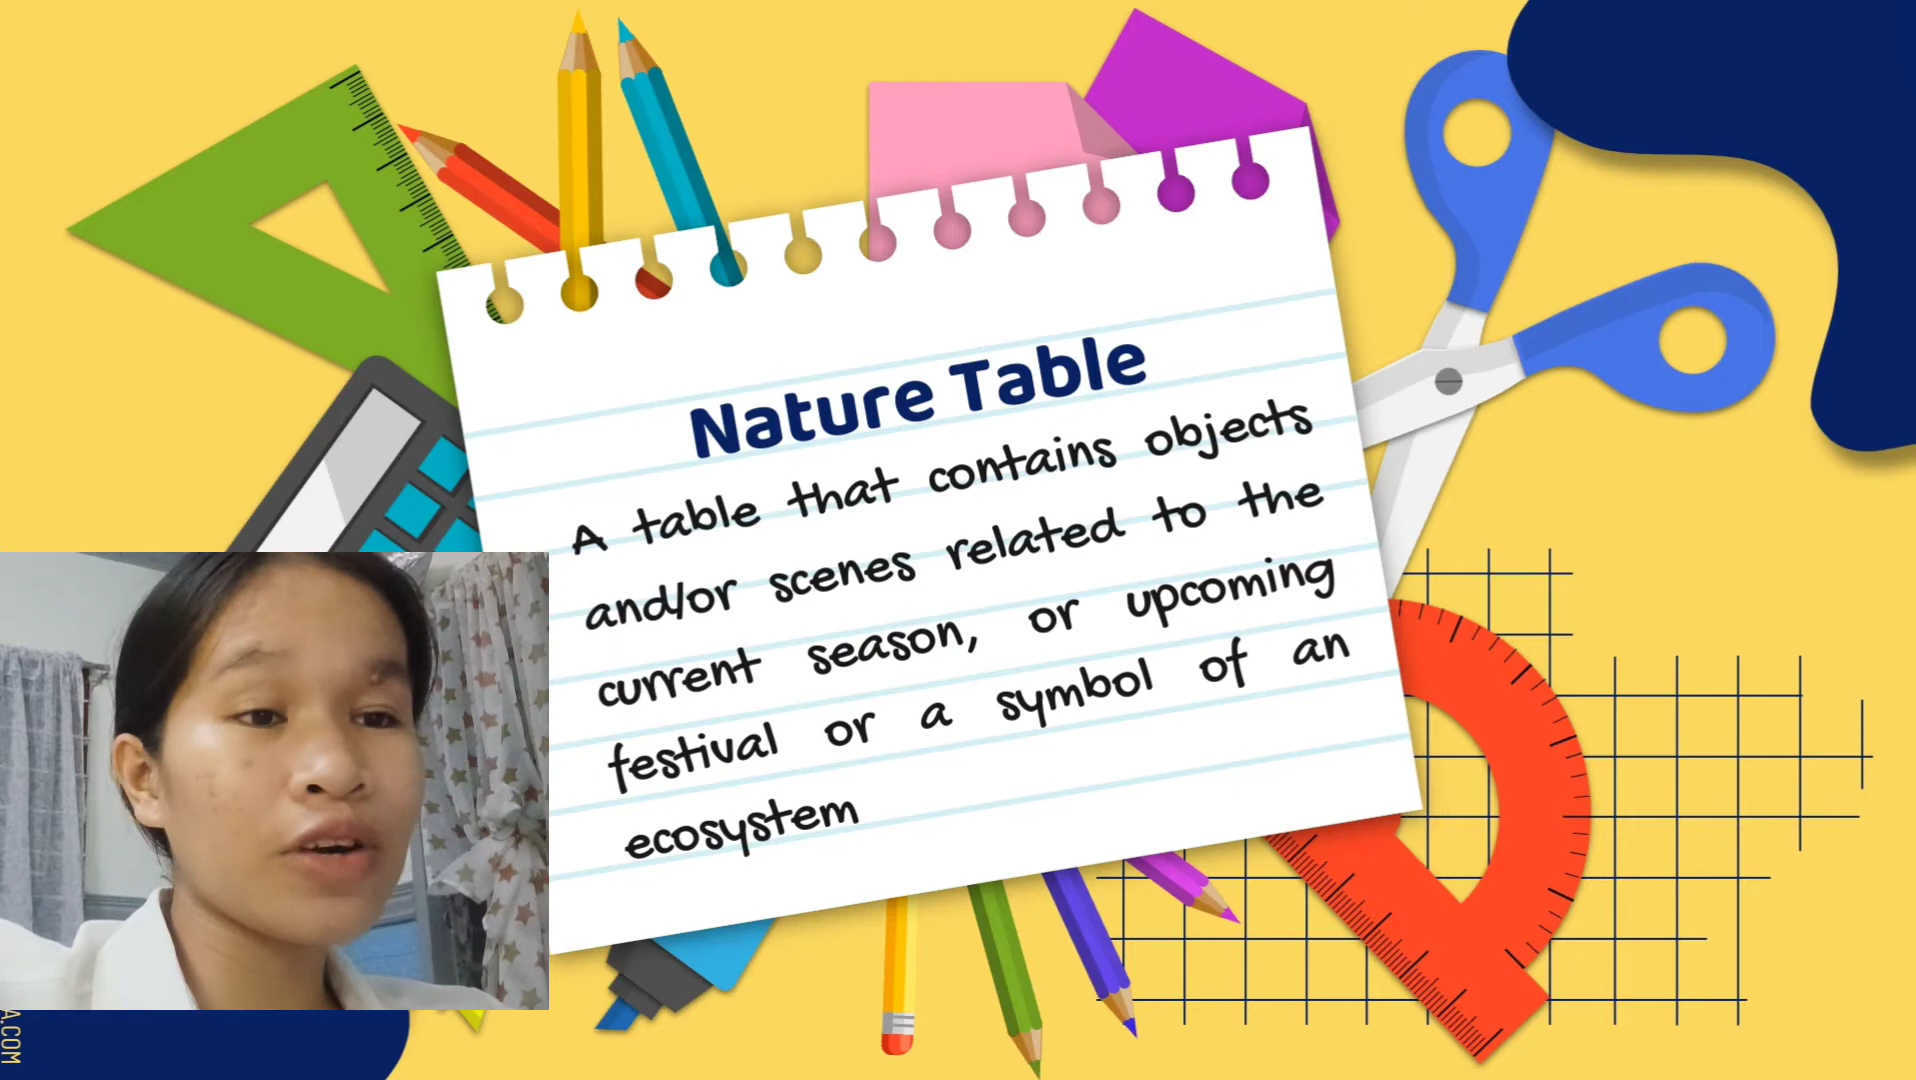 Nature Table
A table that contains objects
and/or scenes related to the
current season, or upcoming
festival or a symbol of an
ecosystem
A.COM